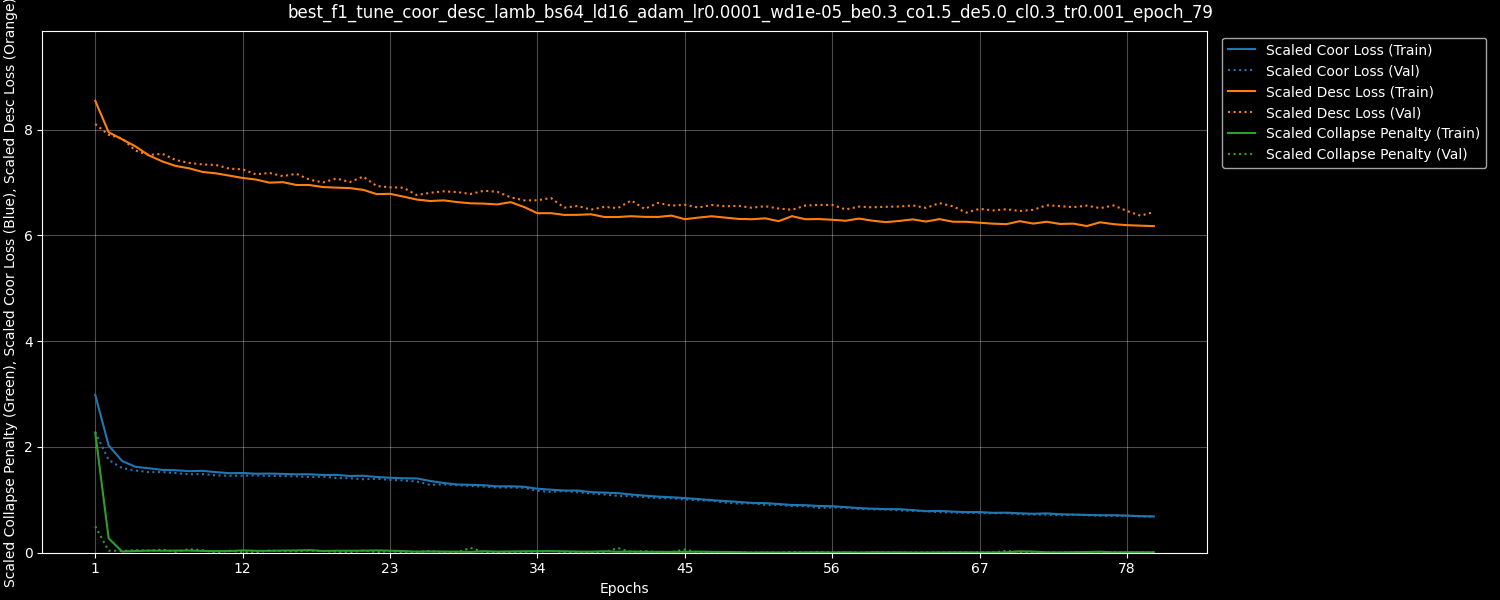 best_f1_tune_coor_desc_lamb_bs64_ld16_adam_lr0.0001_wd1e-05_be0.3_co1.5_de5.0_cl0.3_tr0.001_epoch_79
Scaled Collapse Penalty (Green), Scaled Coor Loss (Blue), Scaled Desc Loss (Orange)
8
6
4
2
0
1 12 23 34 45 56 67 78
Epochs
Scaled Coor Loss (Train)
Scaled Coor Loss (Val)
Scaled Desc Loss (Train)
Scaled Desc Loss (Val)
Scaled Collapse Penalty (Train)
Scaled Collapse Penalty (Val)